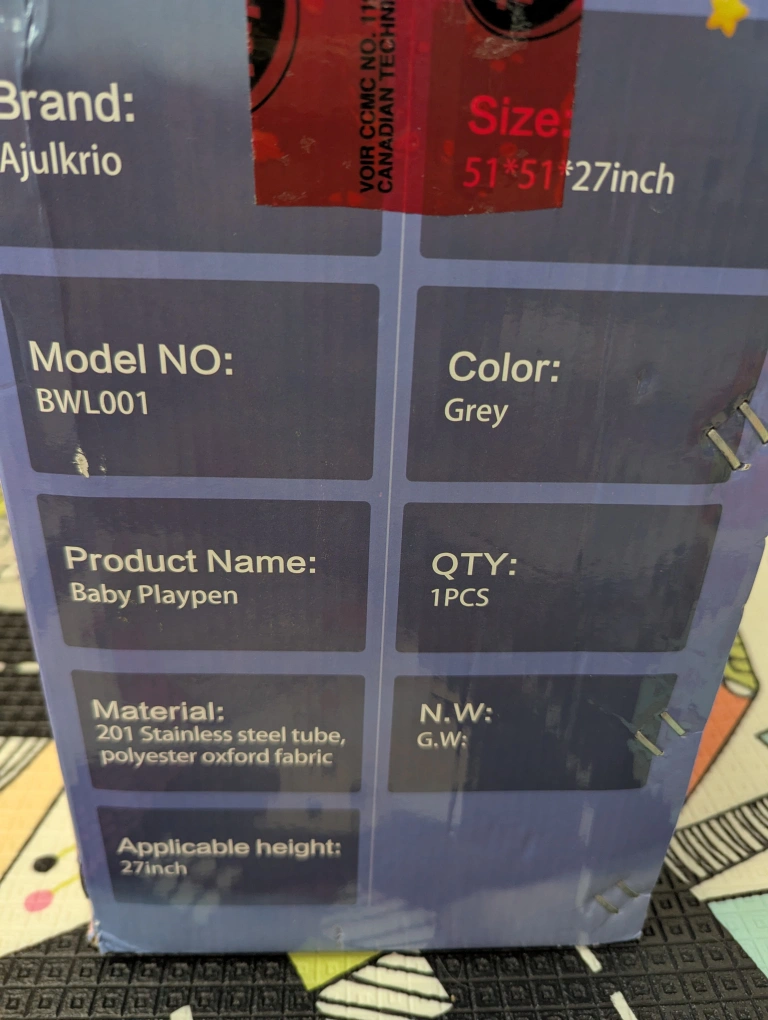 VOIR CCMC NO. 11
CANADIAN TECHNI
Brand:
Ajulkrio
Size:
51*51*27inch
Model NO:
BWL001
Color:
Grey
Product Name:
Baby Playpen
QTY:
1PCS
Material:
201 Stainless steel tube,
polyester oxford fabric
N.W:
G.W:
Applicable height:
27inch